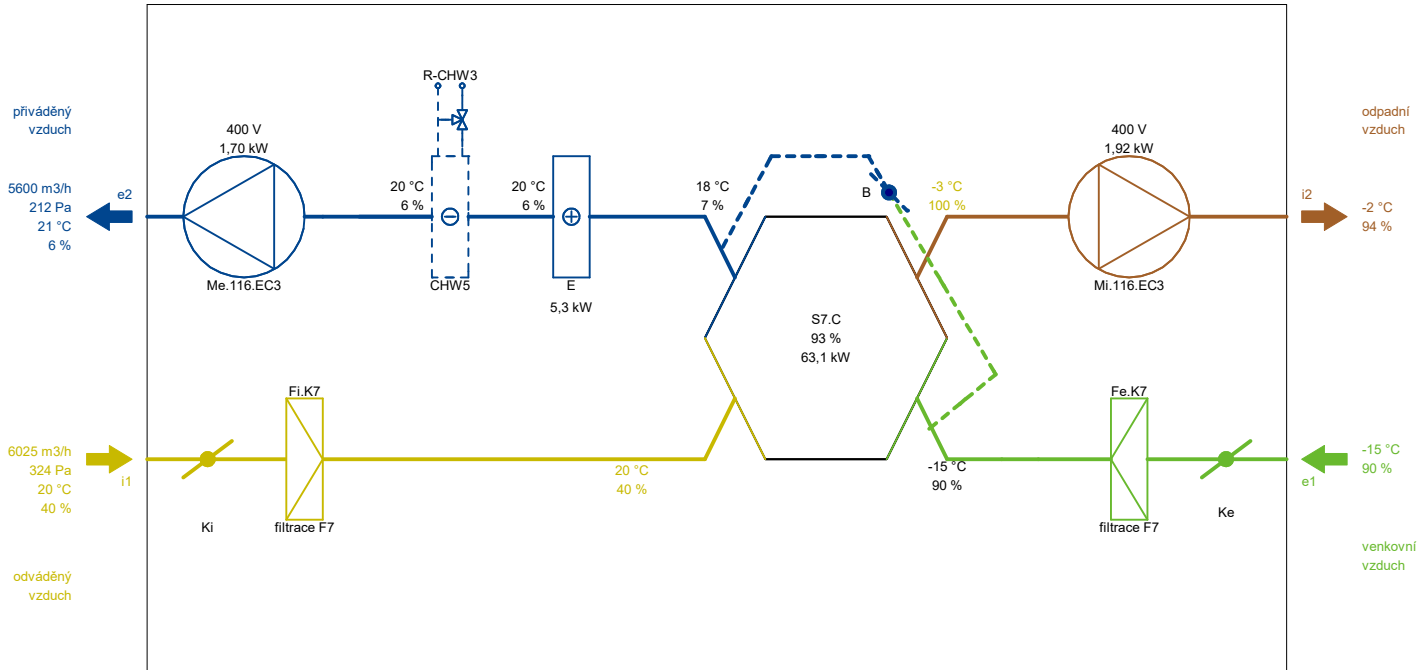 R-CHW3
přiváděný
vzduch
400 V
1,70 kW
400 V
1,92 kW
odpadní
vzduch
5600 m3/h
212 Pa
21 °C
6 %
e2
20 °C
6 %
20 °C
6 %
18 °C
7 %
B
-3 °C
100 %
i2
-2 °C
94 %
Me.116.EC3
CHW5
E
5,3 kW
Mi.116.EC3
S7.C
93 %
63,1 kW
Fi.K7
Fe.K7
6025 m3/h
324 Pa
20 °C
40 %
i1
20 °C
40 %
-15 °C
90 %
-15 °C
90 %
e1
Ki
filtrace F7
filtrace F7
Ke
odváděný
vzduch
venkovní
vzduch